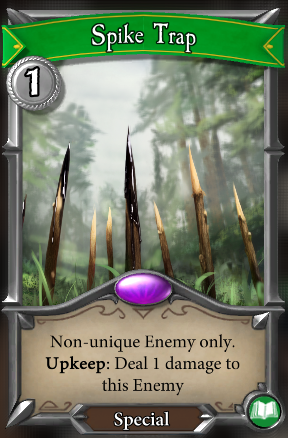 Spike Trap
1
Non-unique Enemy only.
Upkeep: Deal 1 damage to
this Enemy
Special